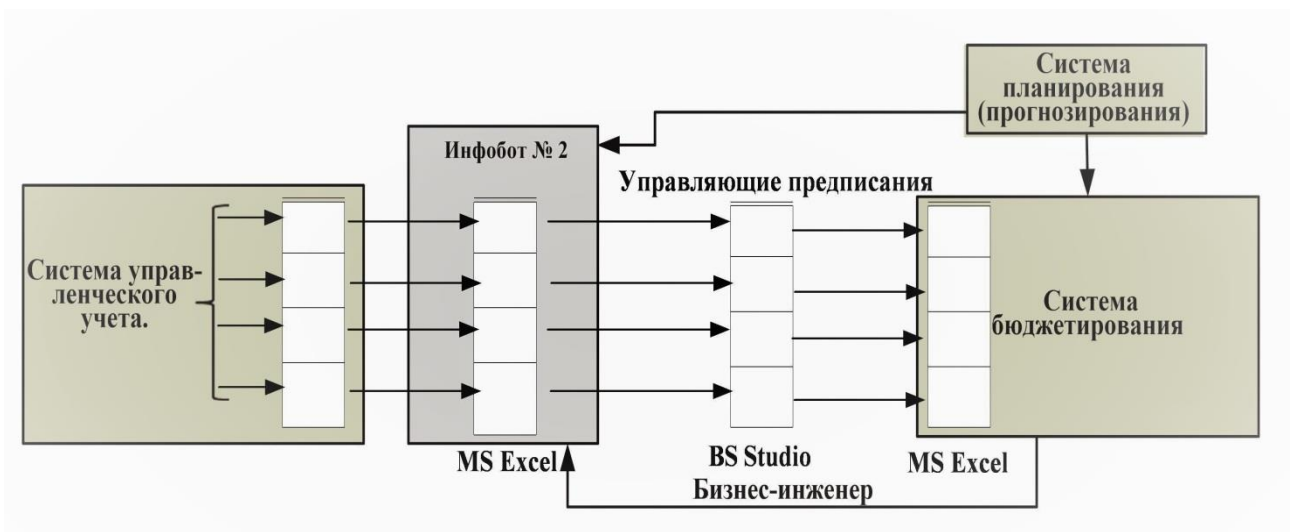 Система
планирования
(прогнозирования)
Инфобот № 2
Управляющие предписания
Система управ-
ленческого
учета.
Система
бюджетирования
MS Excel
BS Studio
MS Excel
Бизнес-инженер